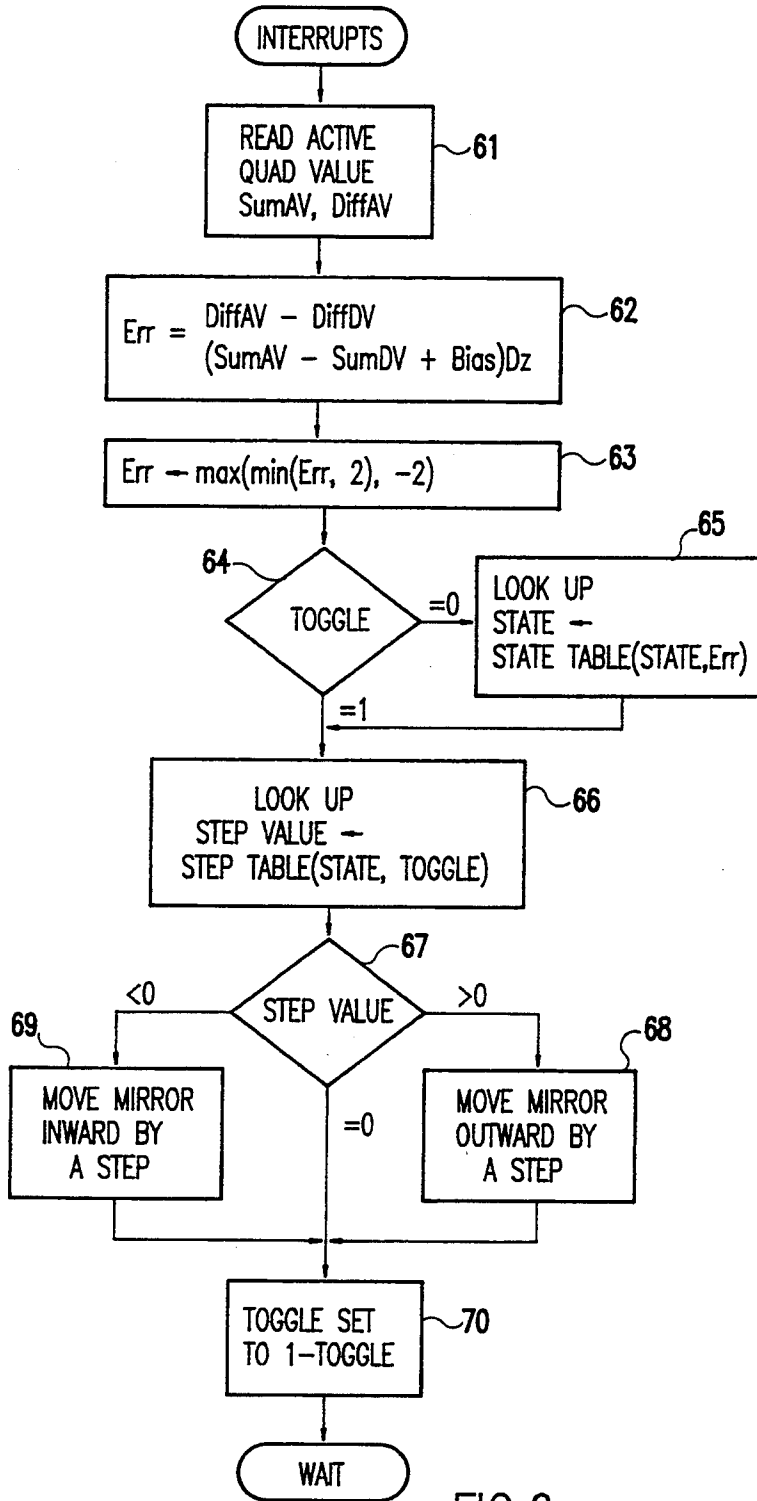 INTERRUPTS
READ ACTIVE
QUAD VALUE
SumAV, DiffAV
61
Err = DiffAV – DiffDV
(SumAV – SumDV + Bias)Dz
62
Err ← max(min(Err, 2), -2)
63
64
TOGGLE
=0
65
LOOK UP
STATE ←
STATE TABLE(STATE,Err)
=1
LOOK UP
STEP VALUE ←
STEP TABLE(STATE, TOGGLE)
66
67
<0
STEP VALUE
>0
69
MOVE MIRROR
INWARD BY
A STEP
=0
68
MOVE MIRROR
OUTWARD BY
A STEP
TOGGLE SET
TO 1-TOGGLE
70
WAIT